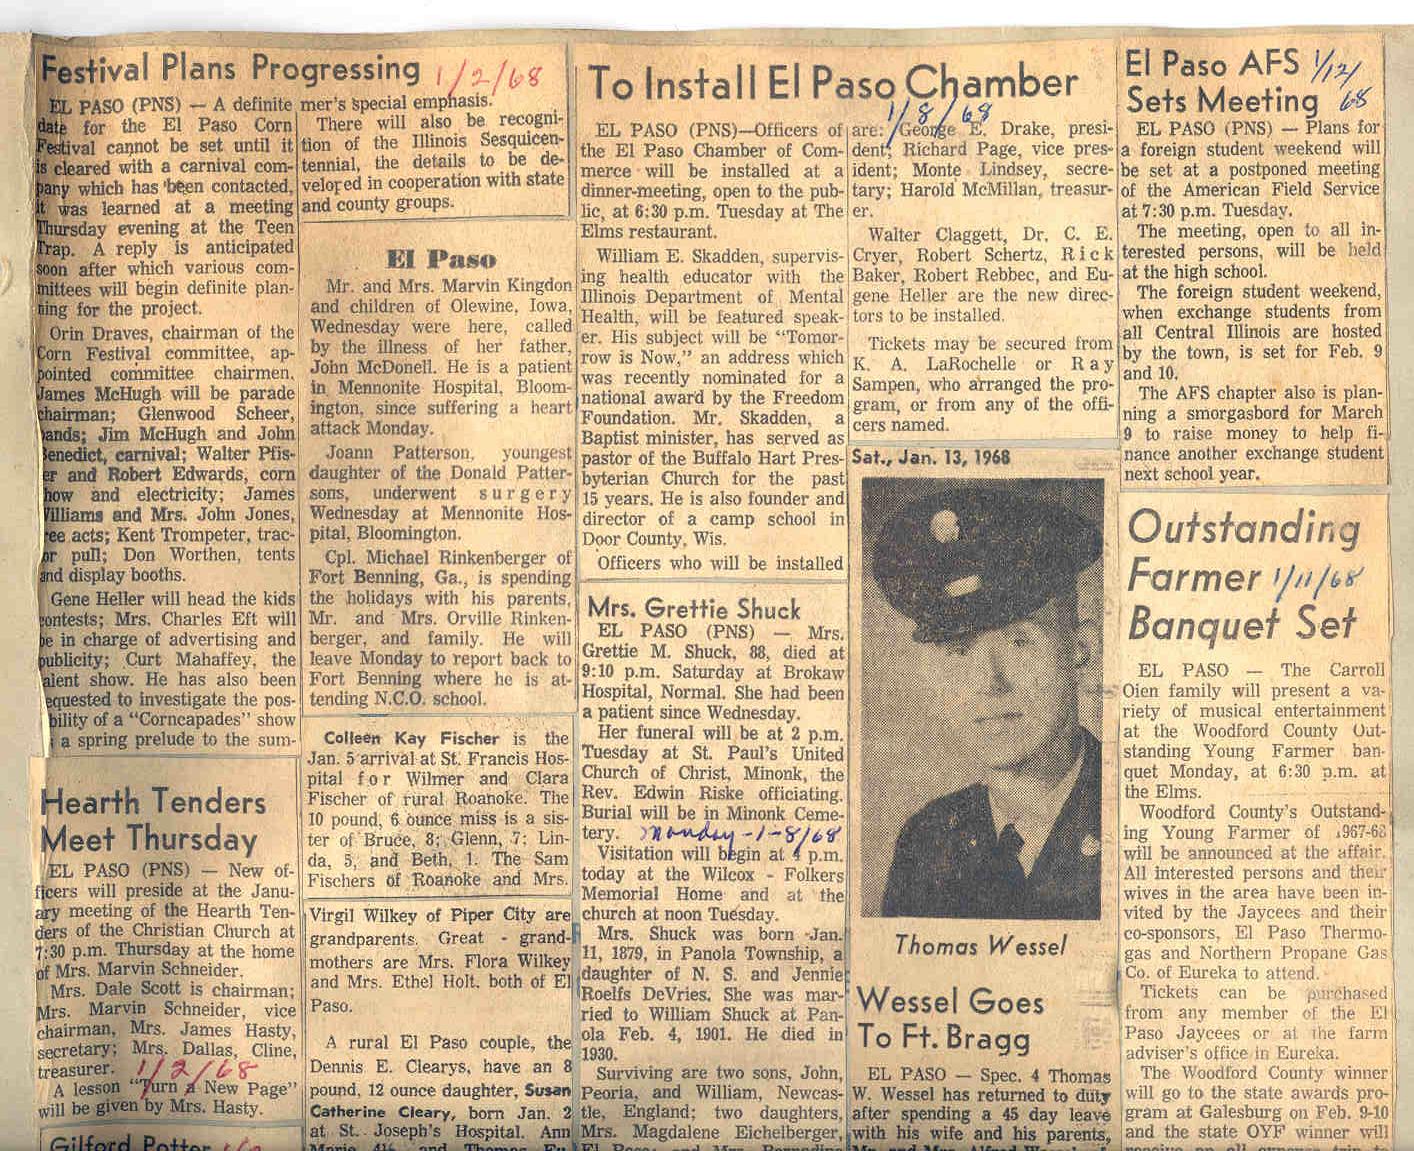 Festival Plans Progressing
1/2/68
EL PASO (PNS) — A definite
date for the El Paso Corn
Festival cannot be set until it
is cleared with a carnival com-
pany which has been contacted,
it was learned at a meeting
Thursday evening at the Teen
Trap. A reply is anticipated
soon after which various com-
mittees will begin definite plan-
ning for the project.
Orin Draves, chairman of the
Corn Festival committee, ap-
pointed committee chairmen.
James McHugh will be parade
chairman; Glenwood Scheer,
bands; Jim McHugh and John
Benedict, carnival; Walter Pfis-
er and Robert Edwards, corn
how and electricity; James
Williams and Mrs. John Jones,
ree acts; Kent Trompeter, trac-
or pull; Don Worthen, tents
and display booths.
Gene Heller will head the kids
contests; Mrs. Charles Eft will
be in charge of advertising and
publicity; Curt Mahaffey, the
alent show. He has also been
equested to investigate the pos-
bility of a "Corncapades" show
a spring prelude to the sum-
mer's special emphasis.
There will also be recogni-
tion of the Illinois Sesquicen-
tennial, the details to be de-
veloped in cooperation with state
and county groups.
Hearth Tenders
Meet Thursday
EL PASO (PNS) — New of-
ficers will preside at the Janu-
ary meeting of the Hearth Ten-
ders of the Christian Church at
7:30 p.m. Thursday at the home
of Mrs. Marvin Schneider.
Mrs. Dale Scott is chairman;
Mrs. Marvin Schneider, vice
chairman, Mrs. James Hasty,
secretary; Mrs. Dallas, Cline,
treasurer.
1/2/68
A lesson "Turn a New Page"
will be given by Mrs. Hasty.
Gilford Potter
El Paso
Mr. and Mrs. Marvin Kingdon
and children of Olewine, Iowa,
Wednesday were here, called
by the illness of her father,
John McDonell. He is a patient
in Mennonite Hospital, Bloom-
ington, since suffering a heart
attack Monday.
Joann Patterson, youngest
daughter of the Donald Patter-
sons, underwent surgery
Wednesday at Mennonite Hos-
pital, Bloomington.
Cpl. Michael Rinkenberger of
Fort Benning, Ga., is spending
the holidays with his parents,
Mr. and Mrs. Orville Rinken-
berger, and family. He will
leave Monday to report back to
Fort Benning where he is at-
tending N.C.O. school.
Colleen Kay Fischer is the
Jan. 5 arrival at St. Francis Hos-
pital for Wilmer and Clara
Fischer of rural Roanoke. The
10 pound, 6 ounce miss is a sis-
ter of Bruce, 8; Glenn, 7; Lin-
da, 5, and Beth, 1. The Sam
Fischers of Roanoke and Mrs.
Virgil Wilkey of Piper City are
grandparents. Great - grand-
mothers are Mrs. Flora Wilkey
and Mrs. Ethel Holt, both of El
Paso.
A rural El Paso couple, the
Dennis E. Clearys, have an 8
pound, 12 ounce daughter, Susan
Catherine Cleary, born Jan. 2
at St. Joseph's Hospital. Ann
Marie 4½, and Thomas
To Install El Paso Chamber
1/8/68
EL PASO (PNS)—Officers of
the El Paso Chamber of Com-
merce will be installed at a
dinner-meeting, open to the pub-
lic, at 6:30 p.m. Tuesday at The
Elms restaurant.
William E. Skadden, supervis-
ing health educator with the
Illinois Department of Mental
Health, will be featured speak-
er. His subject will be "Tomor-
row is Now," an address which
was recently nominated for a
national award by the Freedom
Foundation. Mr. Skadden, a
Baptist minister, has served as
pastor of the Buffalo Hart Pres-
byterian Church for the past
15 years. He is also founder and
director of a camp school in
Door County, Wis.
Officers who will be installed
are: George E. Drake, presi-
dent; Richard Page, vice pres-
ident; Monte Lindsey, secre-
tary; Harold McMillan, treasur-
er.
Walter Claggett, Dr. C. E.
Cryer, Robert Schertz, Rick
Baker, Robert Rebbec, and Eu-
gene Heller are the new direc-
tors to be installed.
Tickets may be secured from
K. A. LaRochelle or Ray
Sampen, who arranged the pro-
gram, or from any of the offi-
cers named.
Mrs. Grettie Shuck
EL PASO (PNS) — Mrs.
Grettie M. Shuck, 88, died at
9:10 p.m. Saturday at Brokaw
Hospital, Normal. She had been
a patient since Wednesday.
Her funeral will be at 2 p.m.
Tuesday at St. Paul's United
Church of Christ, Minonk, the
Rev. Edwin Riske officiating.
Burial will be in Minonk Ceme-
tery. Monday - 1-8/68
Visitation will begin at 4 p.m.
today at the Wilcox - Folkers
Memorial Home and at the
church at noon Tuesday.
Mrs. Shuck was born Jan.
11, 1879, in Panola Township, a
daughter of N. S. and Jennie
Roelfs DeVries. She was mar-
ried to William Shuck at Pan-
ola Feb. 4, 1901. He died in
1930.
Surviving are two sons, John,
Peoria, and William, Newcas-
tle, England; two daughters,
Mrs. Magdalene Eichelberger,
El Paso; and Mrs.
Sat., Jan. 13, 1968
Thomas Wessel
Wessel Goes
To Ft. Bragg
EL PASO — Spec. 4 Thomas
W. Wessel has returned to duty
after spending a 45 day leave
with his wife and his parents,
Mr. and Mrs. Alfred Wessel
El Paso AFS
Sets Meeting
1/12/
68
EL PASO (PNS) — Plans for
a foreign student weekend will
be set at a postponed meeting
of the American Field Service
at 7:30 p.m. Tuesday.
The meeting, open to all in-
terested persons, will be held
at the high school.
The foreign student weekend,
when exchange students from
all Central Illinois are hosted
by the town, is set for Feb. 9
and 10.
The AFS chapter also is plan-
ning a smorgasbord for March
9 to raise money to help fi-
nance another exchange student
next school year.
Outstanding
Farmer 1/11/68
Banquet Set
EL PASO — The Carroll
Oien family will present a va-
riety of musical entertainment
at the Woodford County Out-
standing Young Farmer ban-
quet Monday, at 6:30 p.m. at
the Elms.
Woodford County's Outstand-
ing Young Farmer of 1967-68
will be announced at the affair.
All interested persons and their
wives in the area have been in-
vited by the Jaycees and their
co-sponsors, El Paso Thermo-
gas and Northern Propane Gas
Co. of Eureka to attend.
Tickets can be purchased
from any member of the El
Paso Jaycees or at the farm
adviser's office in Eureka.
The Woodford County winner
will go to the state awards pro-
gram at Galesburg on Feb. 9-10
and the state OYF winner will